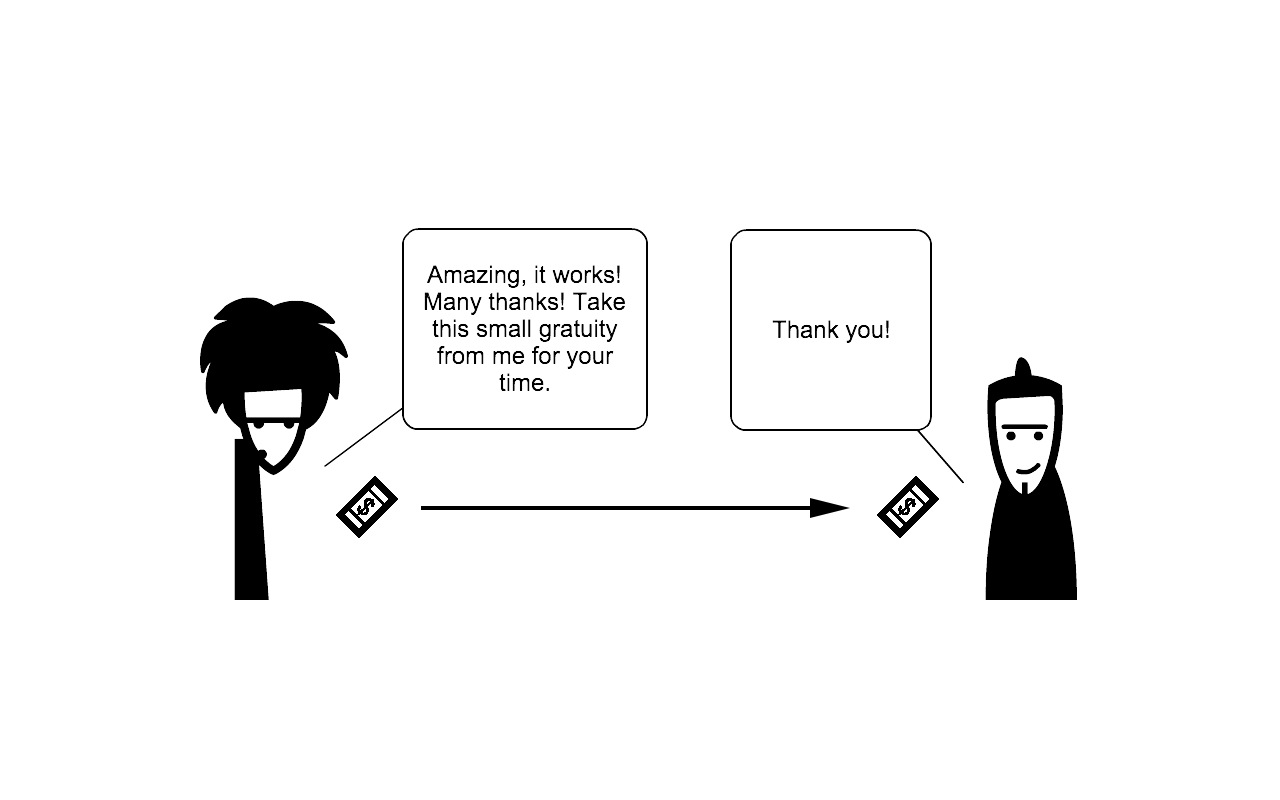 Amazing, it works!
Many thanks! Take
this small gratuity
from me for your
time.
Thank you!
$
$